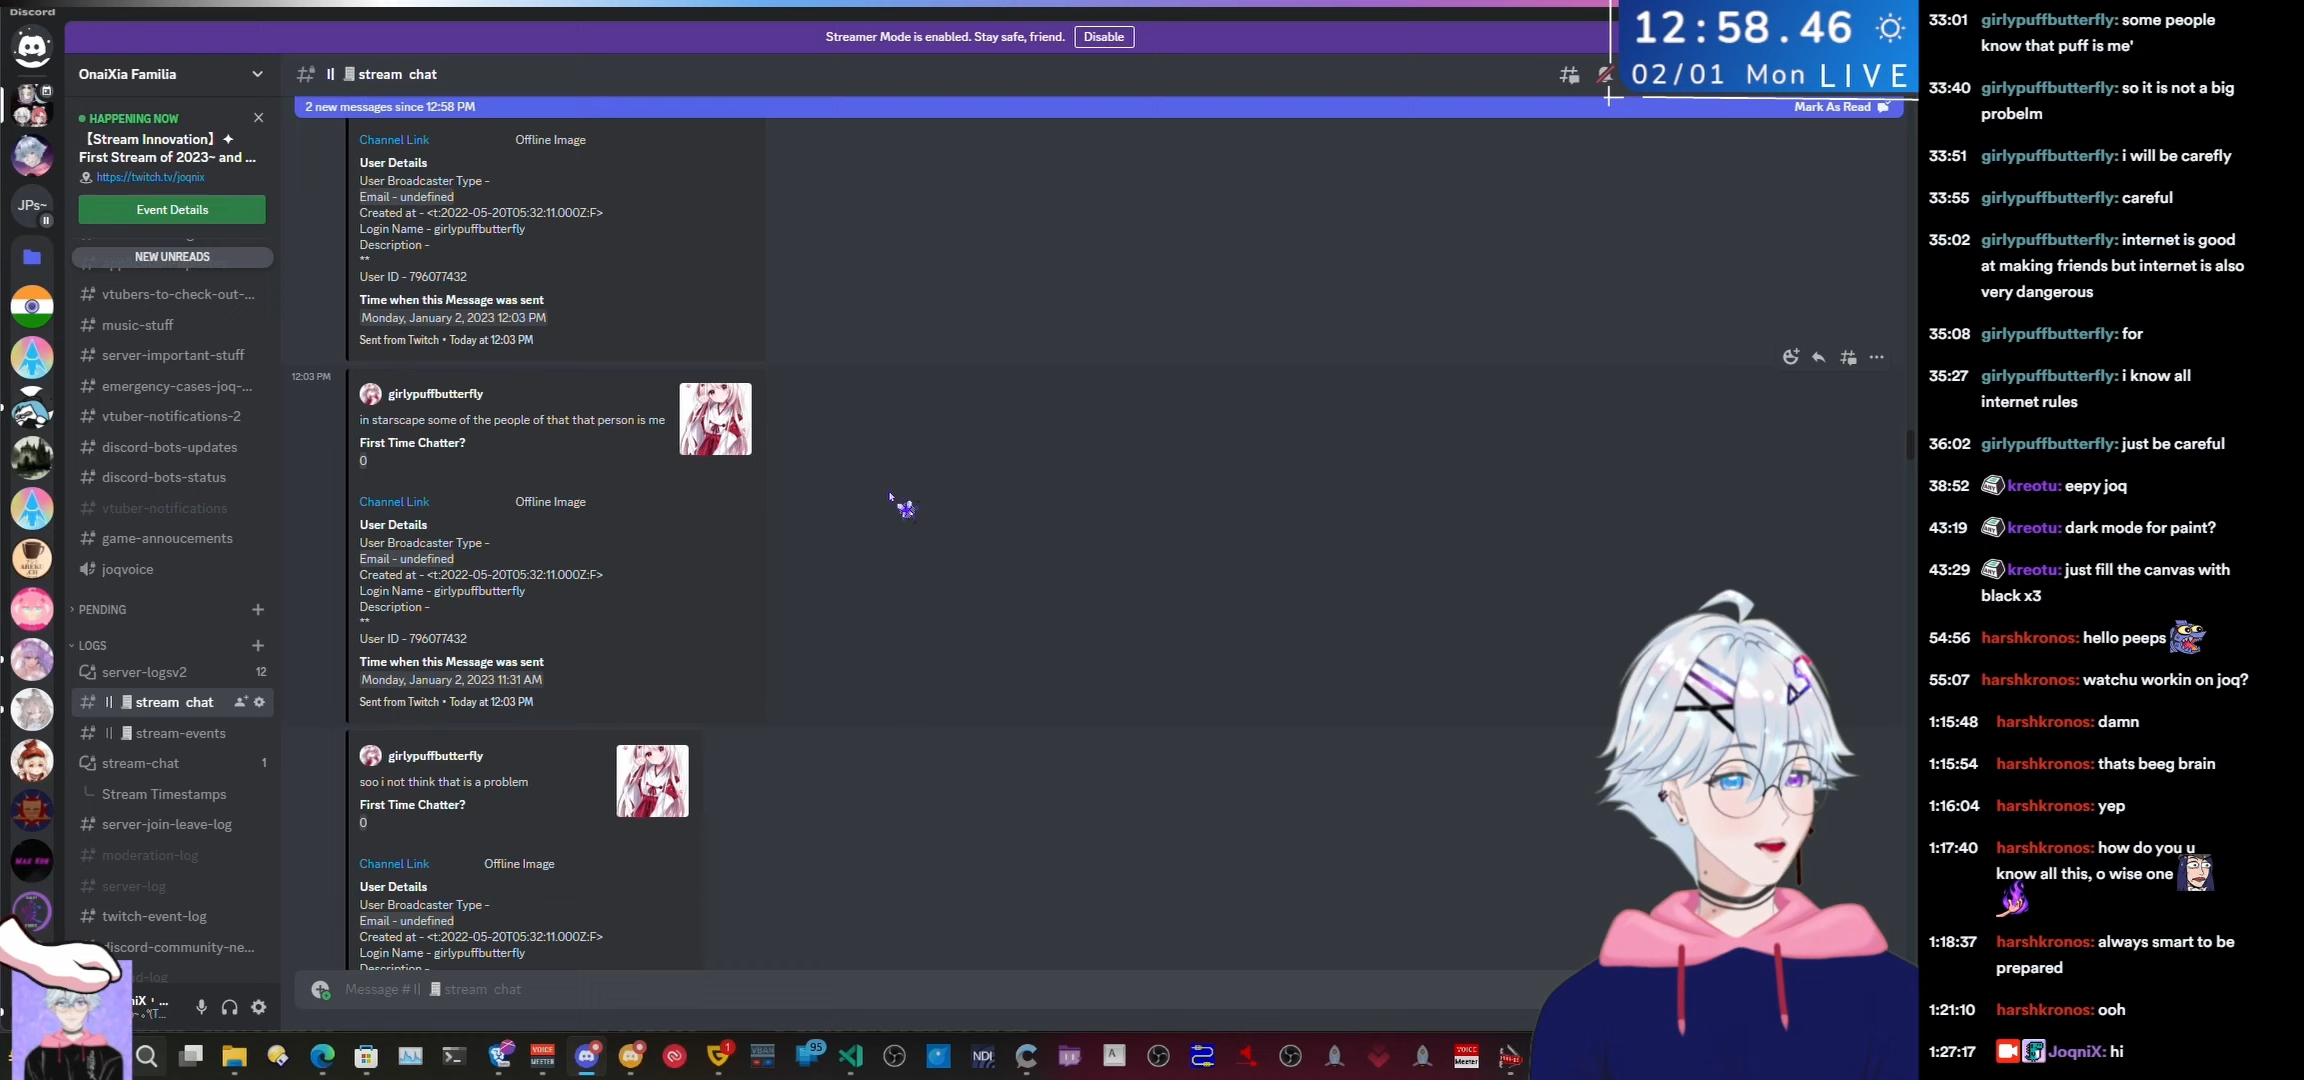 Discord
Streamer Mode is enabled. Stay safe, friend.
Disable
OnaiXia Familia
HAPPENING NOW
【Stream Innovation】 ✦
First Stream of 2023~ and ...
https://twitch.tv/joqnix
Event Details
NEW UNREADS
vtubers-to-check-out-...
music-stuff
server-important-stuff
emergency-cases-joq-...
vtuber-notifications-2
discord-bots-updates
discord-bots-status
vtuber-notifications
game-annoucements
joqvoice
PENDING
LOGS
server-logsv2 12
stream chat
stream-events
stream-chat 1
Stream Timestamps
server-join-leave-log
moderation-log
server-log
twitch-event-log
discord-community-ne...
JPs~
stream chat
2 new messages since 12:58 PM
Mark As Read
Channel Link Offline Image
User Details
User Broadcaster Type -
Email - undefined
Created at - <t:2022-05-20T05:32:11.000Z:F>
Login Name - girlypuffbutterfly
Description -
**
User ID - 796077432
Time when this Message was sent
Monday, January 2, 2023 12:03 PM
Sent from Twitch • Today at 12:03 PM
12:03 PM
girlypuffbutterfly
in starscape some of the people of that that person is me
First Time Chatter?
0
Channel Link Offline Image
User Details
User Broadcaster Type -
Email - undefined
Created at - <t:2022-05-20T05:32:11.000Z:F>
Login Name - girlypuffbutterfly
Description -
**
User ID - 796077432
Time when this Message was sent
Monday, January 2, 2023 11:31 AM
Sent from Twitch • Today at 12:03 PM
girlypuffbutterfly
soo i not think that is a problem
First Time Chatter?
0
Channel Link Offline Image
User Details
User Broadcaster Type -
Email - undefined
Created at - <t:2022-05-20T05:32:11.000Z:F>
Login Name - girlypuffbutterfly
Description -
Message # stream chat
12:58.46
02/01 Mon LIVE
33:01 girlypuffbutterfly: some people
know that puff is me'
33:40 girlypuffbutterfly: so it is not a big
probelm
33:51 girlypuffbutterfly: i will be carefly
33:55 girlypuffbutterfly: careful
35:02 girlypuffbutterfly: internet is good
at making friends but internet is also
very dangerous
35:08 girlypuffbutterfly: for
35:27 girlypuffbutterfly: i know all
internet rules
36:02 girlypuffbutterfly: just be careful
38:52 kreotu: eepy joq
43:19 kreotu: dark mode for paint?
43:29 kreotu: just fill the canvas with
black x3
54:56 harshkronos: hello peeps
55:07 harshkronos: watchu workin on joq?
1:15:48 harshkronos: damn
1:15:54 harshkronos: thats beeg brain
1:16:04 harshkronos: yep
1:17:40 harshkronos: how do you u
know all this, o wise one
1:18:37 harshkronos: always smart to be
prepared
1:21:10 harshkronos: ooh
1:27:17 JoqniX: hi
VOICE
MEETER
1
95
NDI
A
VOICE
Meeter